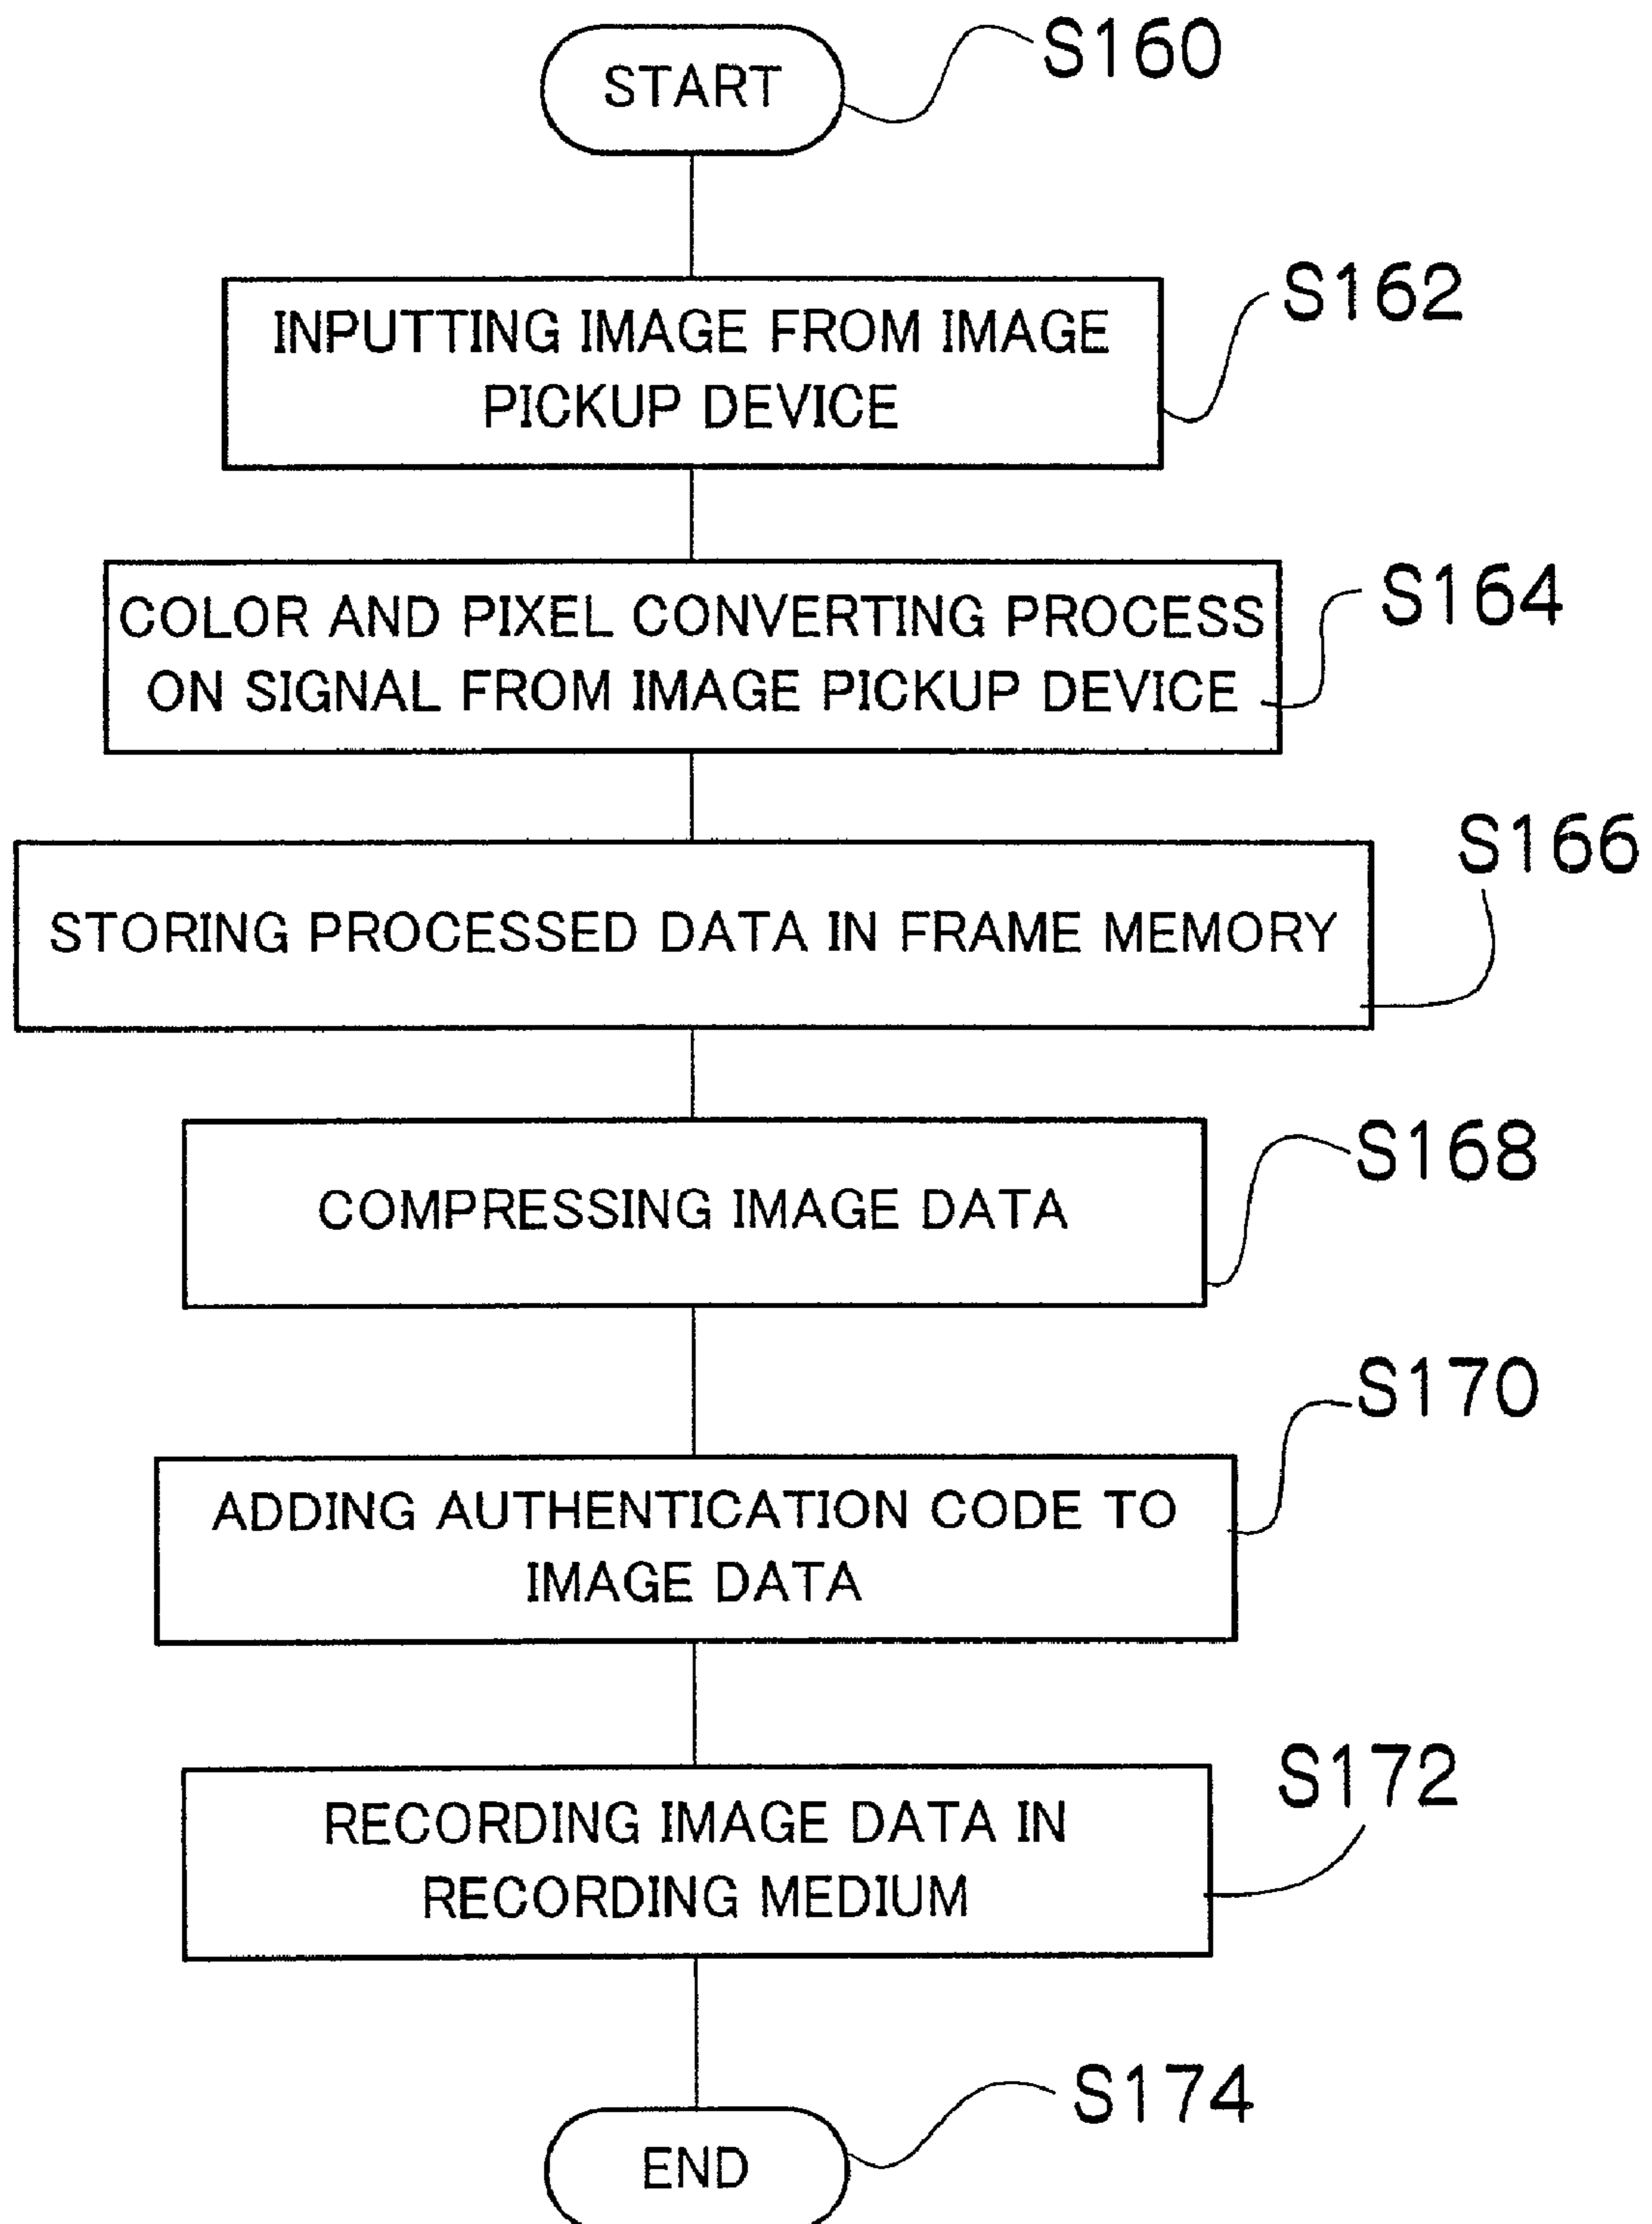 START
S160
INPUTTING IMAGE FROM IMAGE
PICKUP DEVICE
S162
COLOR AND PIXEL CONVERTING PROCESS
ON SIGNAL FROM IMAGE PICKUP DEVICE
S164
STORING PROCESSED DATA IN FRAME MEMORY
S166
COMPRESSING IMAGE DATA
S168
ADDING AUTHENTICATION CODE TO
IMAGE DATA
S170
RECORDING IMAGE DATA IN
RECORDING MEDIUM
S172
END
S174